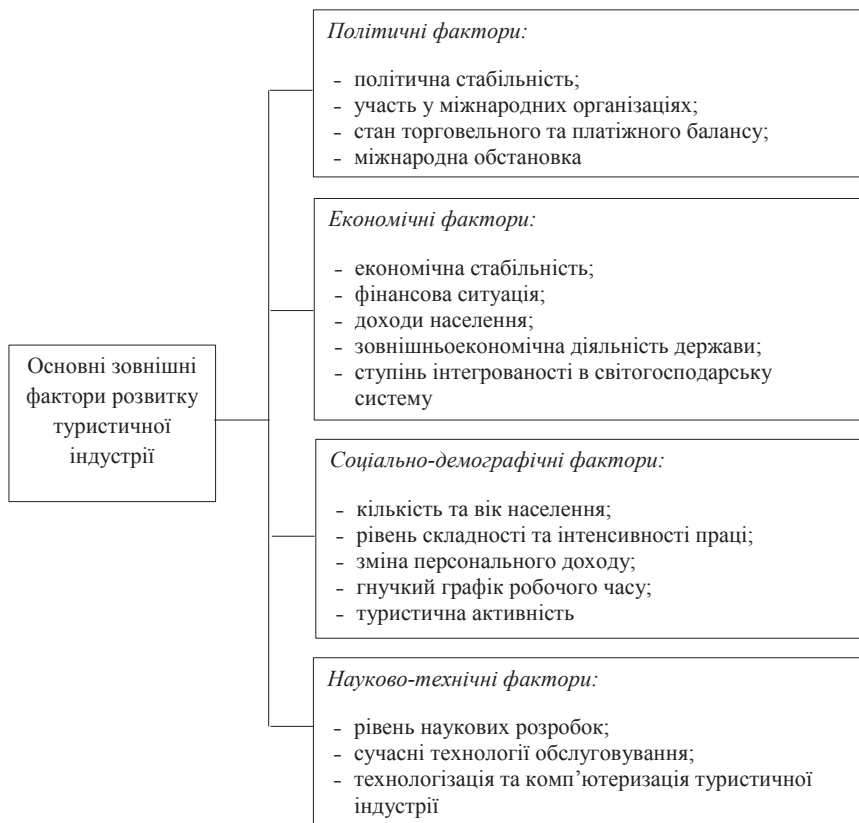 Основні зовнішні
фактори розвитку
туристичної
індустрії
Політичні фактори:
- політична стабільність;
- участь у міжнародних організаціях;
- стан торговельного та платіжного балансу;
- міжнародна обстановка
Економічні фактори:
- економічна стабільність;
- фінансова ситуація;
- доходи населення;
- зовнішньоекономічна діяльність держави;
- ступінь інтегрованості в світогосподарську
систему
Соціально-демографічні фактори:
- кількість та вік населення;
- рівень складності та інтенсивності праці;
- зміна персонального доходу;
- гнучкий графік робочого часу;
- туристична активність
Науково-технічні фактори:
- рівень наукових розробок;
- сучасні технології обслуговування;
- технологізація та комп’ютеризація туристичної
індустрії